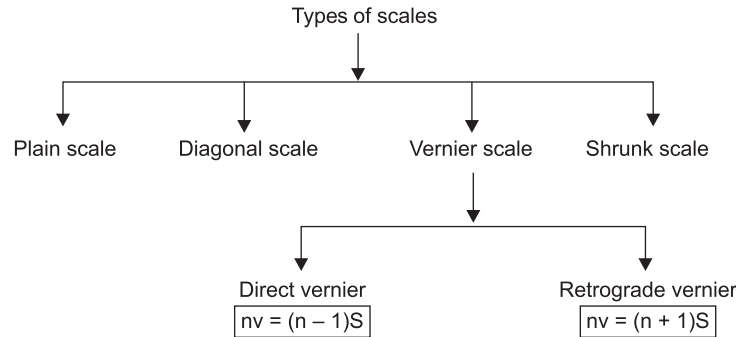 Types of scales
Plain scale
Diagonal scale
Vernier scale
Shrunk scale
Direct vernier
nv = (n – 1)S
Retrograde vernier
nv = (n + 1)S